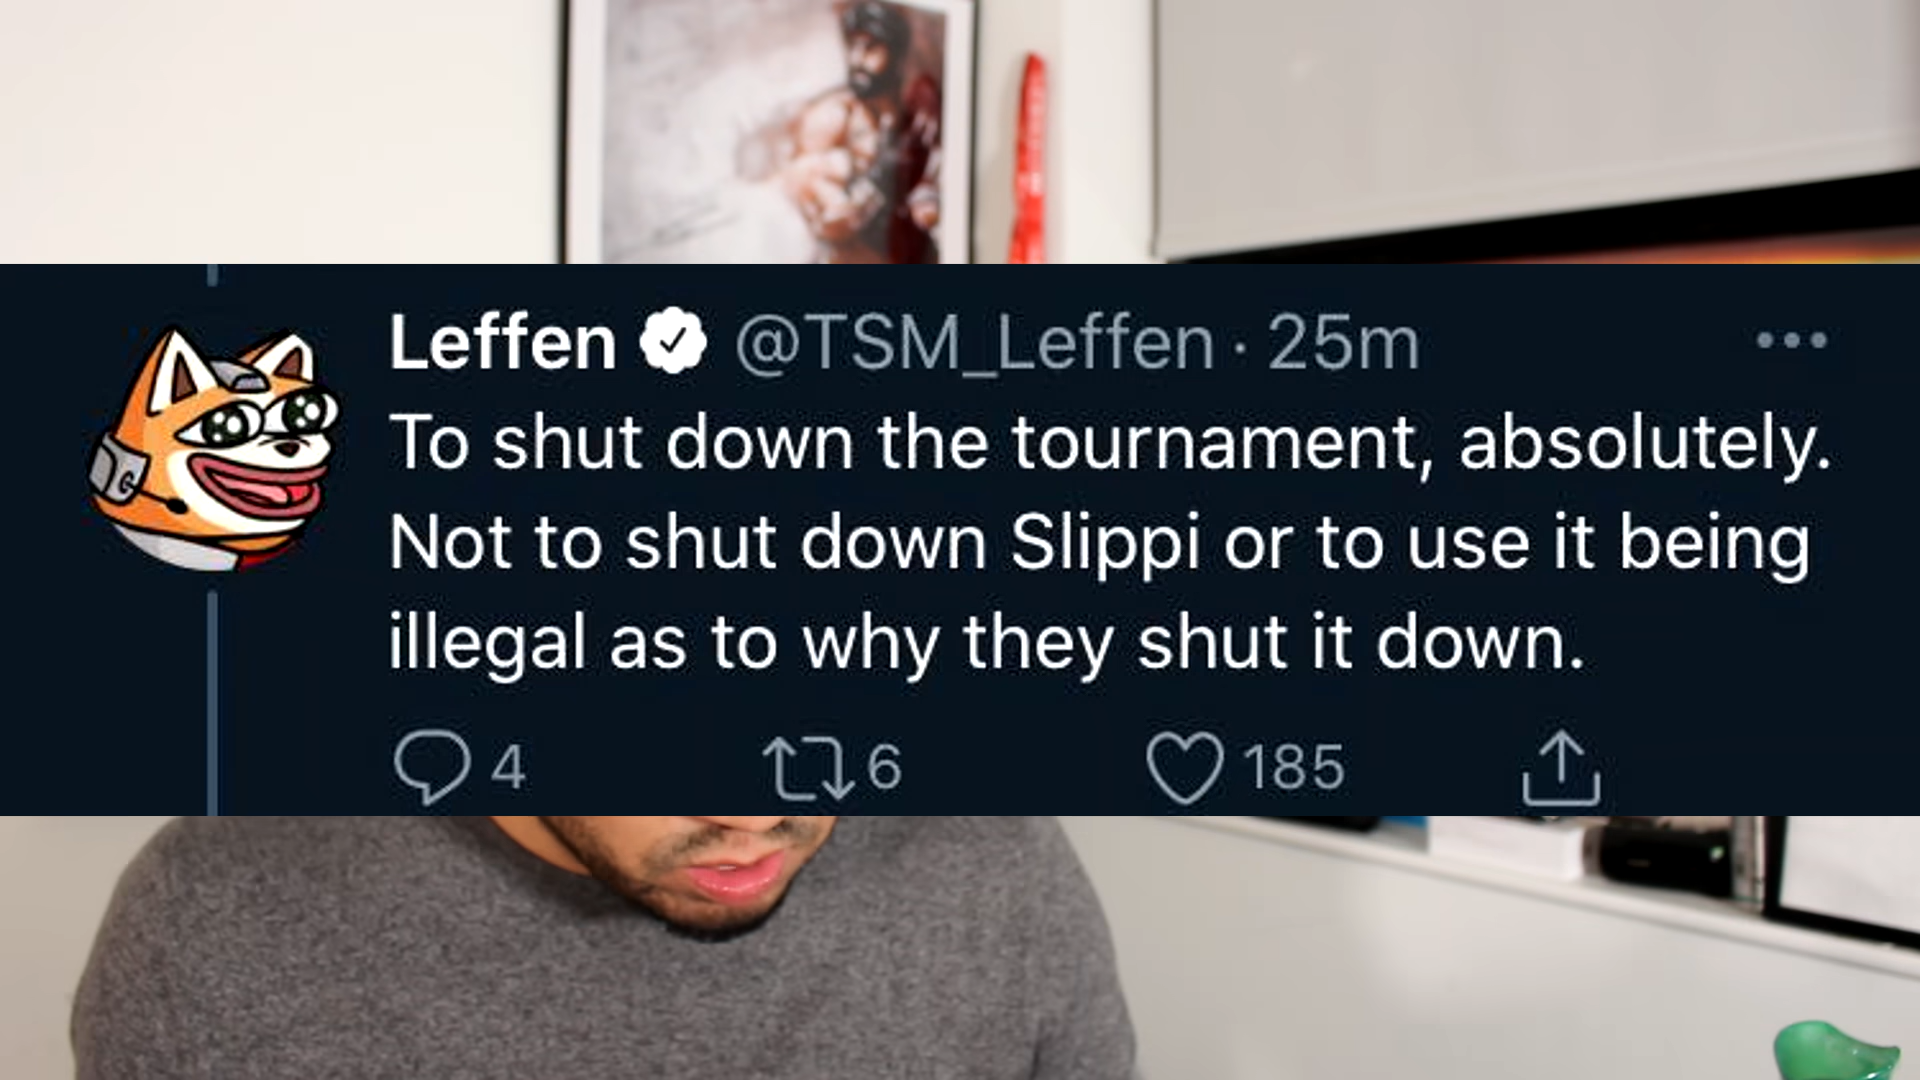 Leffen @TSM_Leffen · 25m
To shut down the tournament, absolutely.
Not to shut down Slippi or to use it being
illegal as to why they shut it down.
4 6 185